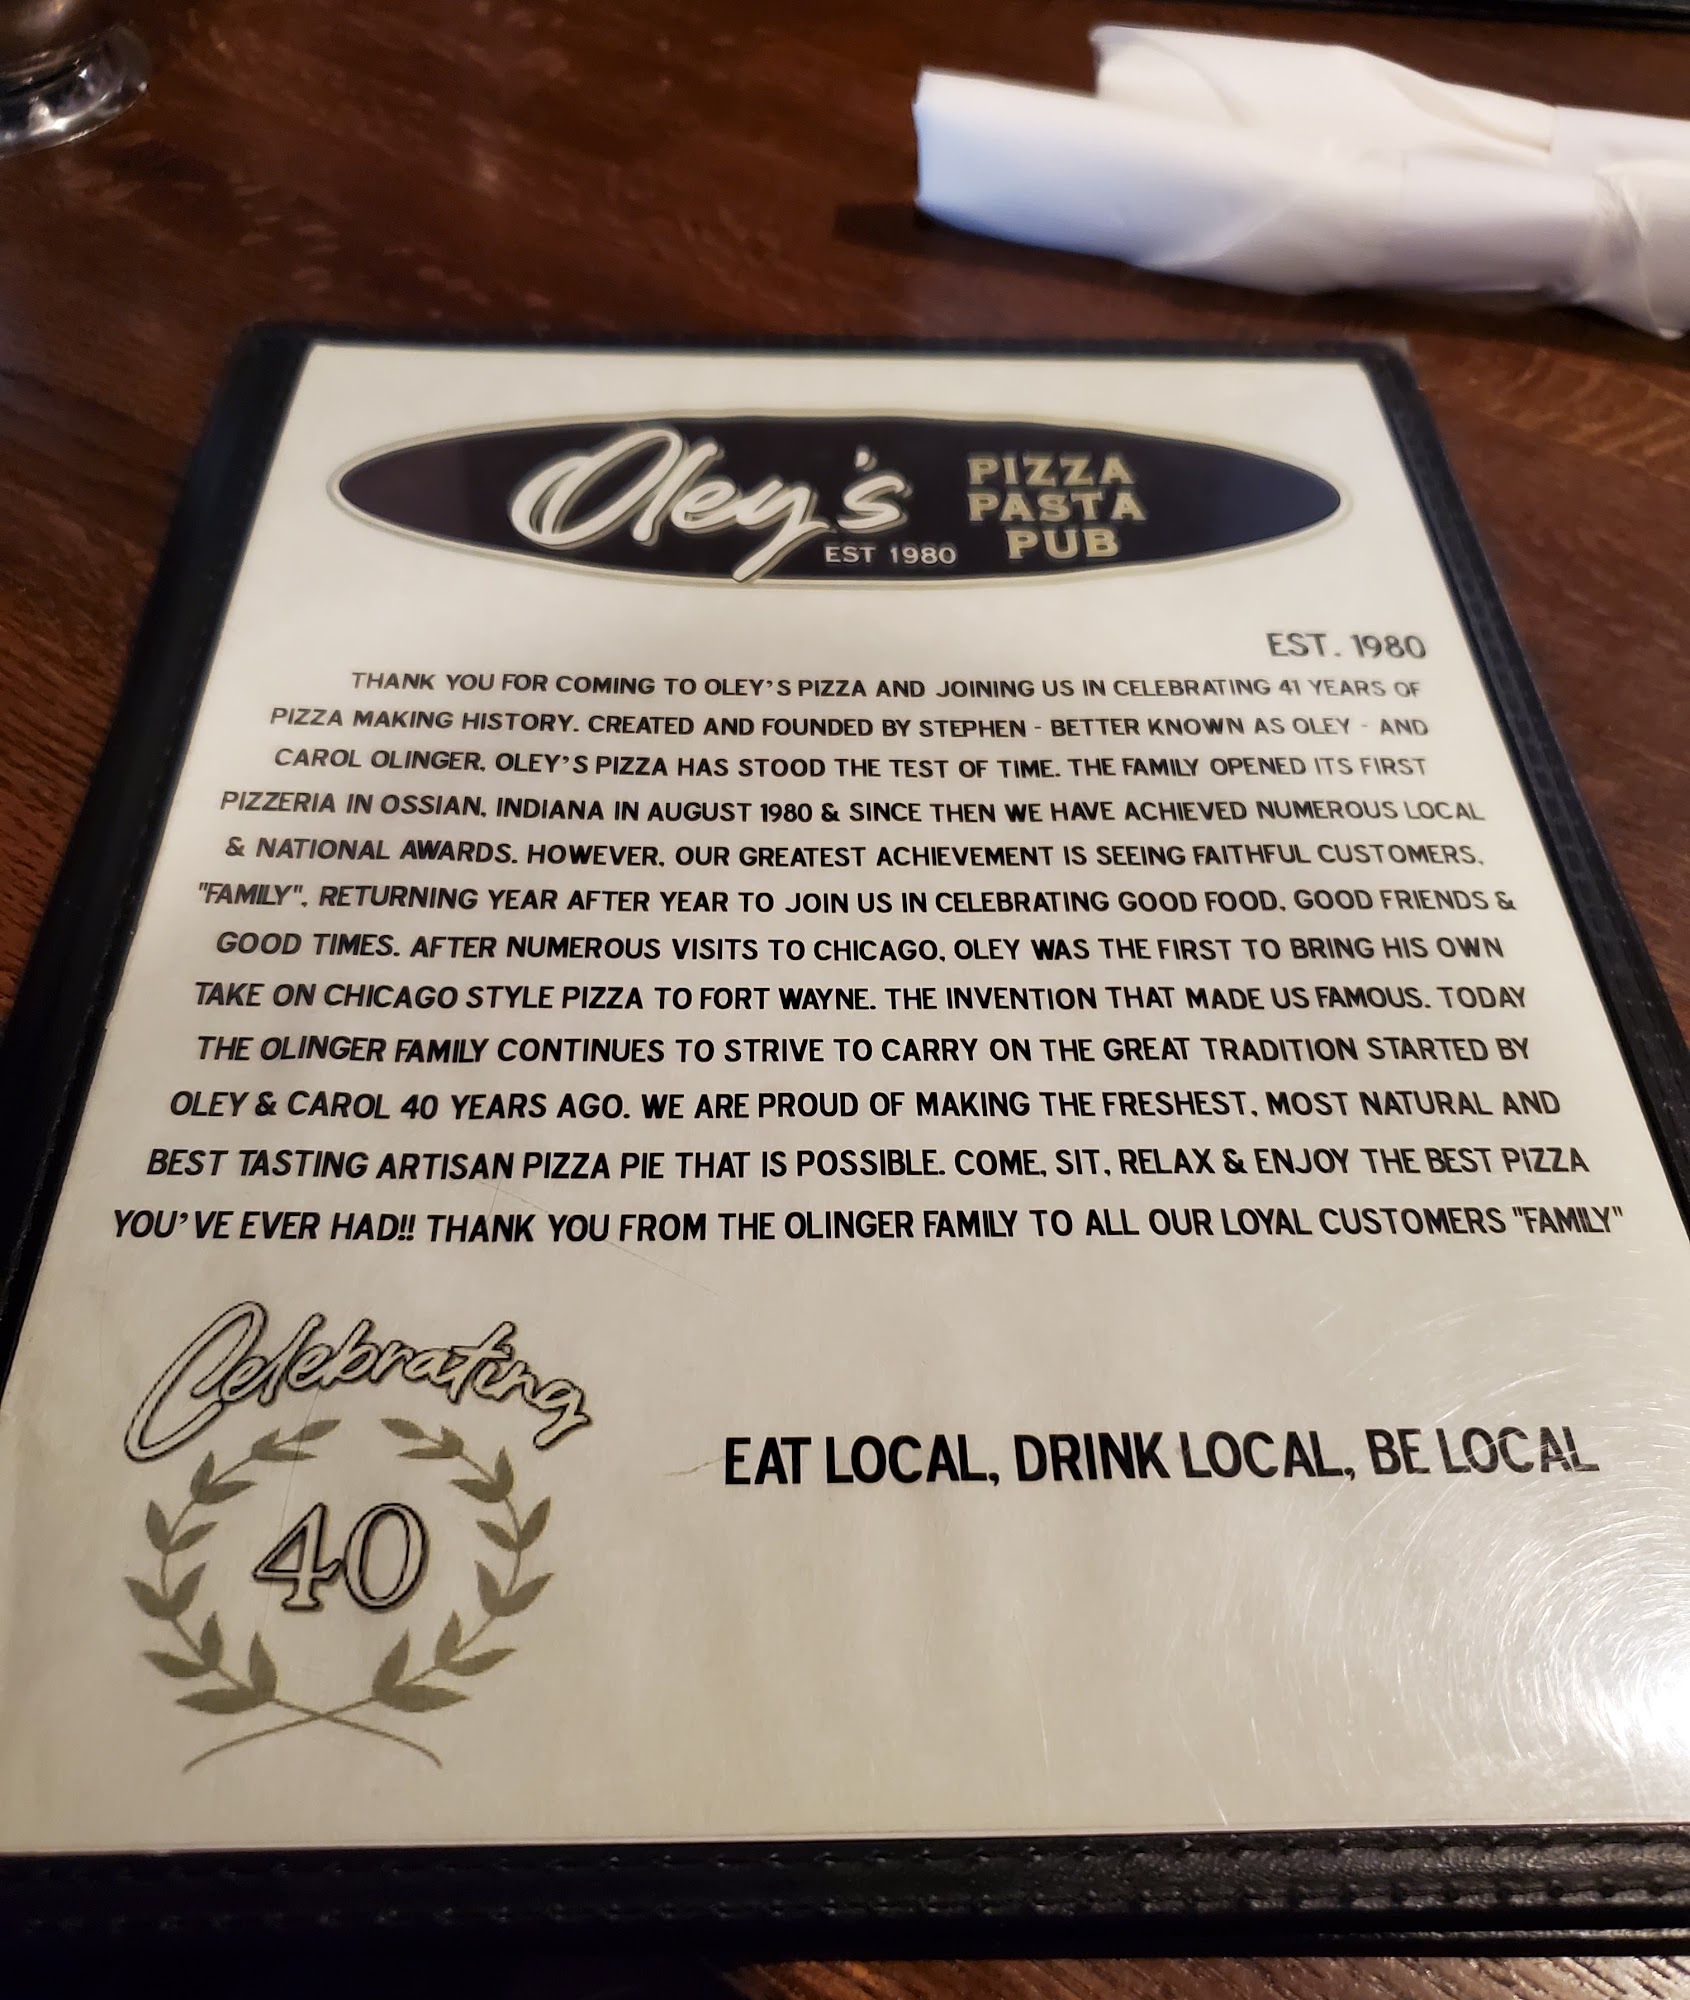 Oley's
EST 1980
PIZZA
PASTA
PUB
EST. 1980
THANK YOU FOR COMING TO OLEY'S PIZZA AND JOINING US IN CELEBRATING 41 YEARS OF
PIZZA MAKING HISTORY. CREATED AND FOUNDED BY STEPHEN - BETTER KNOWN AS OLEY - AND
CAROL OLINGER, OLEY'S PIZZA HAS STOOD THE TEST OF TIME. THE FAMILY OPENED ITS FIRST
PIZZERIA IN OSSIAN, INDIANA IN AUGUST 1980 & SINCE THEN WE HAVE ACHIEVED NUMEROUS LOCAL
& NATIONAL AWARDS. HOWEVER, OUR GREATEST ACHIEVEMENT IS SEEING FAITHFUL CUSTOMERS,
"FAMILY", RETURNING YEAR AFTER YEAR TO JOIN US IN CELEBRATING GOOD FOOD, GOOD FRIENDS &
GOOD TIMES. AFTER NUMEROUS VISITS TO CHICAGO, OLEY WAS THE FIRST TO BRING HIS OWN
TAKE ON CHICAGO STYLE PIZZA TO FORT WAYNE. THE INVENTION THAT MADE US FAMOUS. TODAY
THE OLINGER FAMILY CONTINUES TO STRIVE TO CARRY ON THE GREAT TRADITION STARTED BY
OLEY & CAROL 40 YEARS AGO. WE ARE PROUD OF MAKING THE FRESHEST, MOST NATURAL AND
BEST TASTING ARTISAN PIZZA PIE THAT IS POSSIBLE. COME, SIT, RELAX & ENJOY THE BEST PIZZA
YOU'VE EVER HAD!! THANK YOU FROM THE OLINGER FAMILY TO ALL OUR LOYAL CUSTOMERS "FAMILY"
Celebrating
40
EAT LOCAL, DRINK LOCAL, BE LOCAL